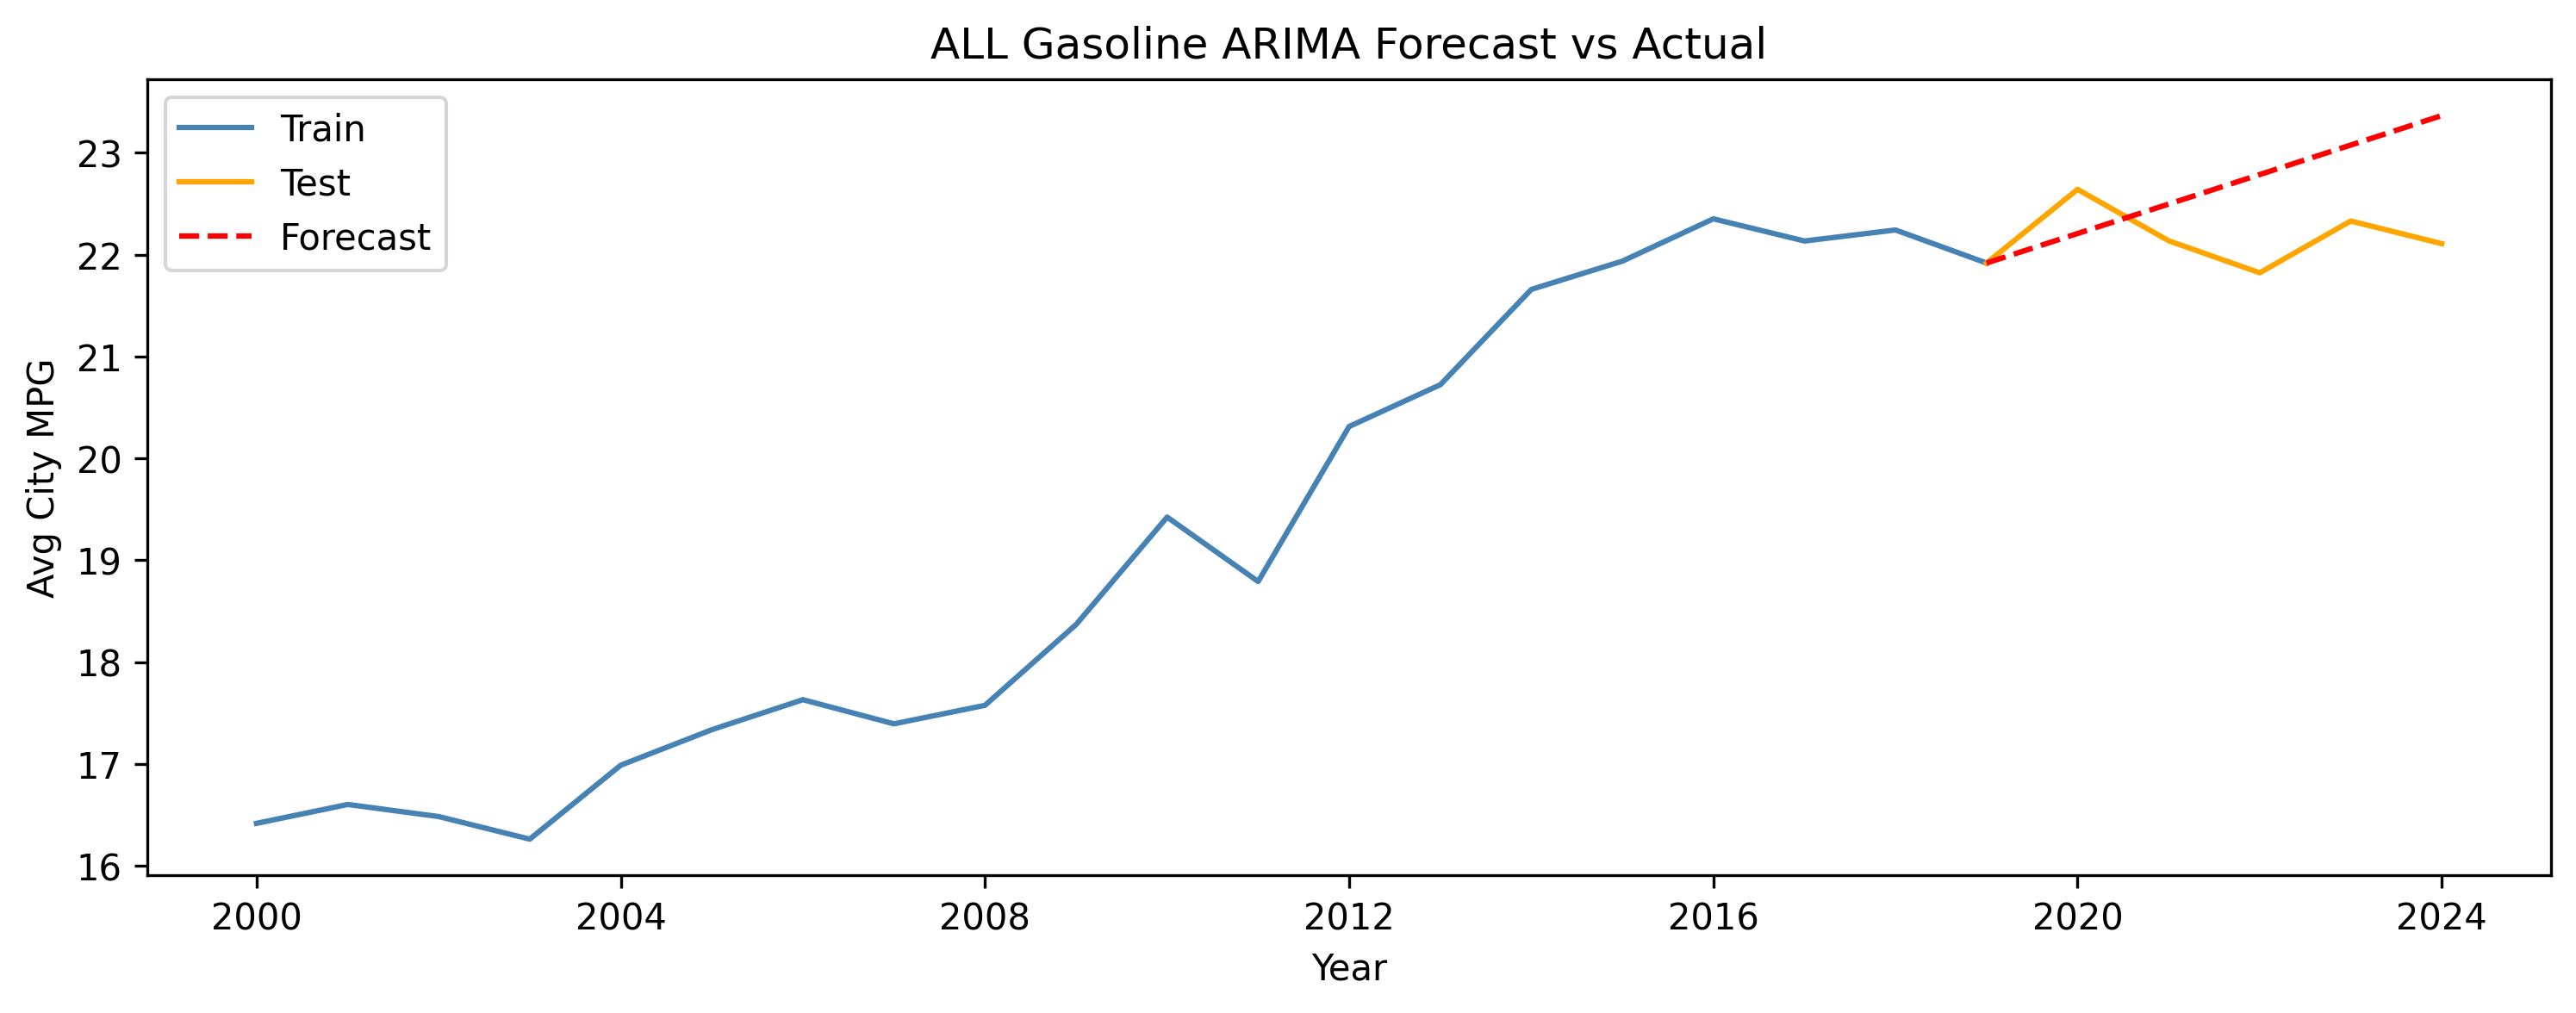 ALL Gasoline ARIMA Forecast vs Actual
Train
Test
Forecast
Avg City MPG
23
22
21
20
19
18
17
16
2000 2004 2008 2012 2016 2020 2024
Year